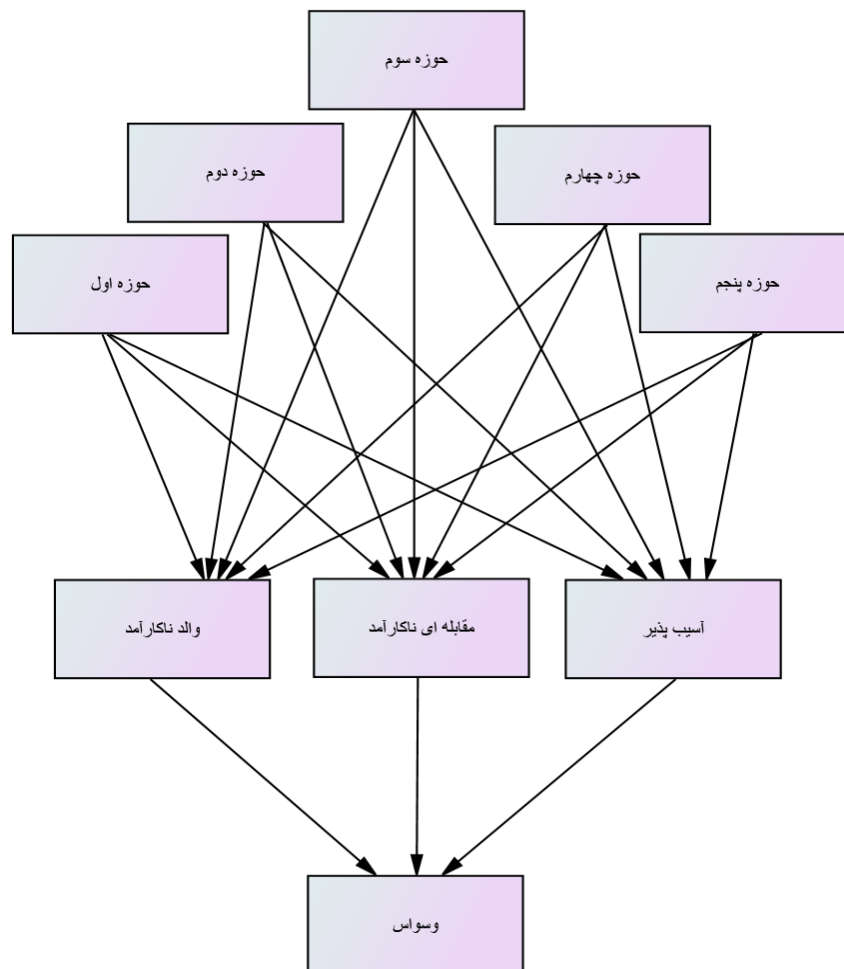 حوزه سوم
حوزه دوم
حوزه چهارم
حوزه اول
حوزه پنجم
والد ناکارآمد
مقابله ای ناکارآمد
آسیب پذیر
وسواس